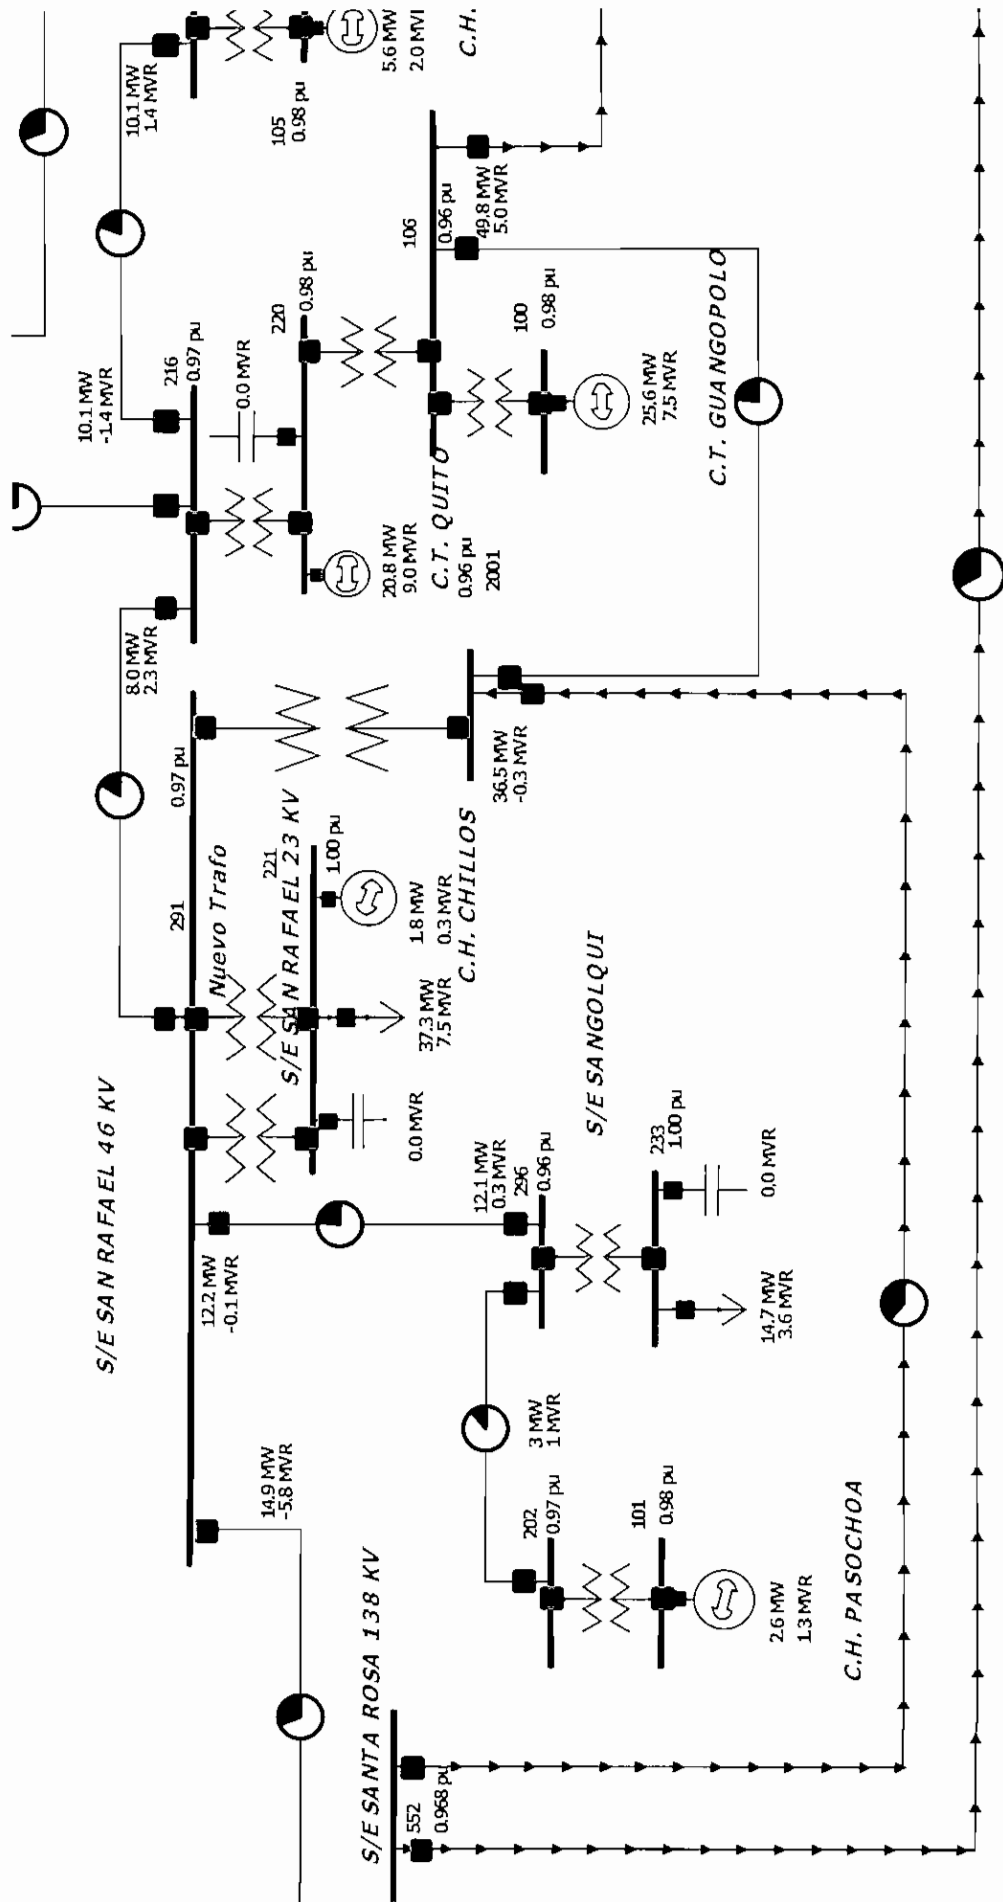 S/E SAN RAFAEL 46 KV
14.9 MW
-5.8 MVR
12.2 MW
-0.1 MVR
291
0.97 pu
Nuevo Trafo
8.0 MW
2.3 MVR
10.1 MW
-1.4 MVR
216
0.97 pu
10.1 MW
1.4 MVR
105
0.98 pu
5.6 MW
2.0 MVI
C.H.
0.0 MVR
220
0.98 pu
20.8 MW
9.0 MVR
C.T. QUITO
0.96 pu
2001
106
0.96 pu
49.8 MW
5.0 MVR
100
0.98 pu
25.6 MW
7.5 MVR
C.T. GUANGOPOLO
S/E SAN RAFAEL 23 KV
221
1.00 pu
1.8 MW
0.3 MVR
C.H. CHILLOS
37.3 MW
7.5 MVR
0.0 MVR
36.5 MW
-0.3 MVR
12.1 MW
0.3 MVR
296
0.96 pu
S/E SANGOLQUI
233
1.00 pu
0.0 MVR
14.7 MW
3.6 MVR
3 MW
1 MVR
202
0.97 pu
101
0.98 pu
2.6 MW
1.3 MVR
C.H. PASOCHOA
S/E SANTA ROSA 138 KV
552
0.968 pu